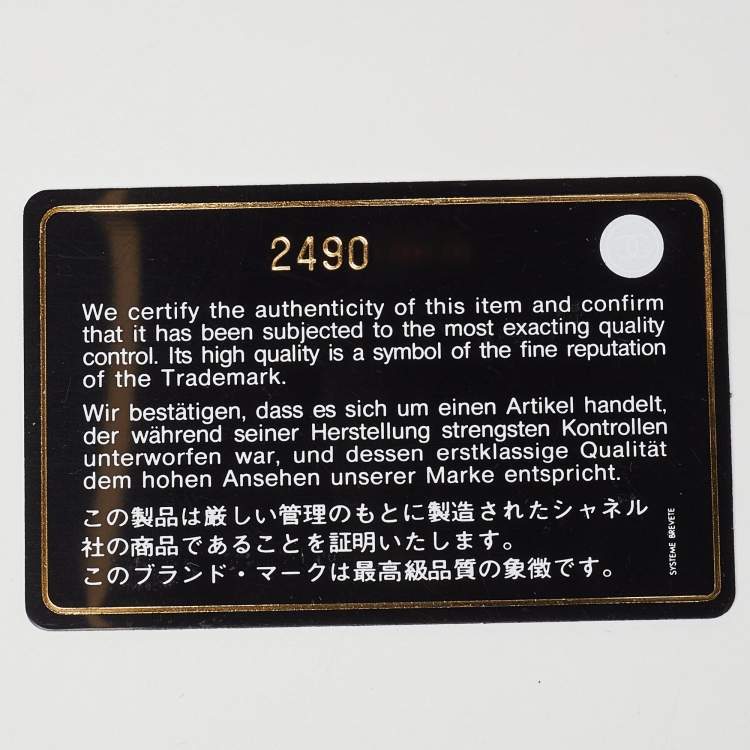 2490
We certify the authenticity of this item and confirm
that it has been subjected to the most exacting quality
control. Its high quality is a symbol of the fine reputation
of the Trademark.
Wir bestätigen, dass es sich um einen Artikel handelt,
der während seiner Herstellung strengsten Kontrollen
unterworfen war, und dessen erstklassige Qualität
dem hohen Ansehen unserer Marke entspricht.
この製品は厳しい管理のもとに製造されたシャネル
社の商品であることを証明いたします。
このブランド・マークは最高級品質の象徴です。
SYSTEME BREVETE